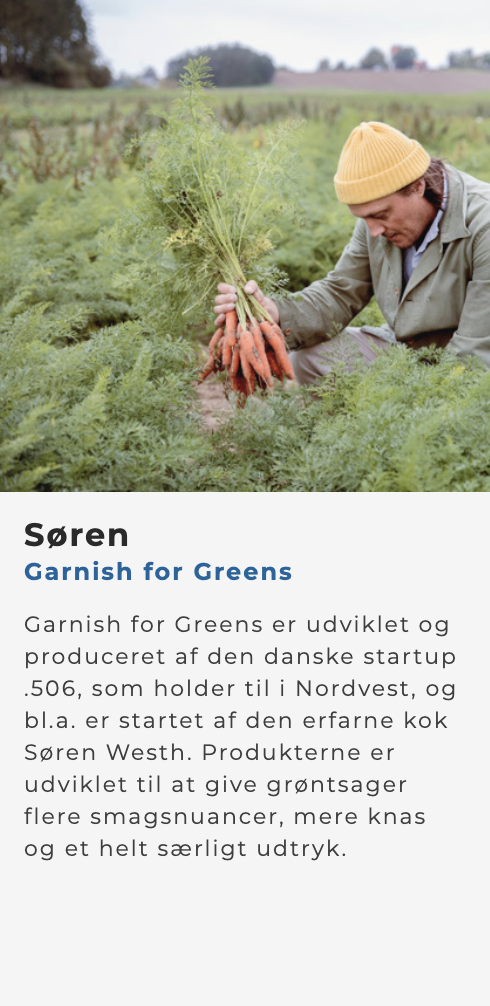 Søren
Garnish for Greens
Garnish for Greens er udviklet og
produceret af den danske startup
.506, som holder til i Nordvest, og
bl.a. er startet af den erfarne kok
Søren Westh. Produkterne er
udviklet til at give grøntsager
flere smagsnuancer, mere knas
og et helt særligt udtryk.